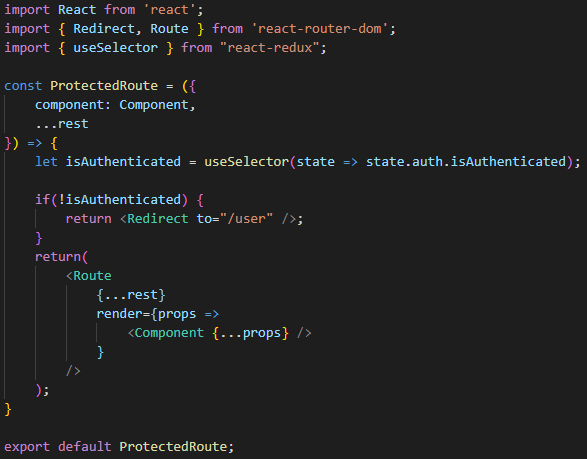 import React from 'react';
import { Redirect, Route } from 'react-router-dom';
import { useSelector } from "react-redux";

const ProtectedRoute = ({
    component: Component,
    ...rest
}) => {
    let isAuthenticated = useSelector(state => state.auth.isAuthenticated);

    if(!isAuthenticated) {
        return <Redirect to="/user" />;
    }
    return(
        <Route
            {...rest}
            render={props =>
                <Component {...props} />
            }
        />
    );
}

export default ProtectedRoute;